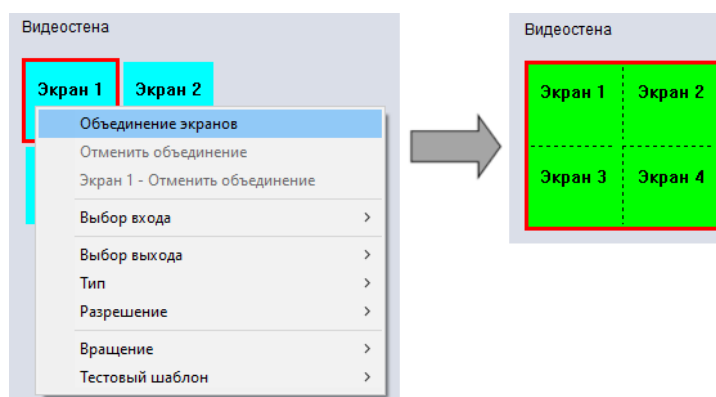 Видеостена
Экран 1 Экран 2
Объединение экранов
Отменить объединение
Экран 1 - Отменить объединение
Выбор входа
Выбор выхода
Тип
Разрешение
Вращение
Тестовый шаблон
Видеостена
Экран 1 Экран 2
Экран 3 Экран 4